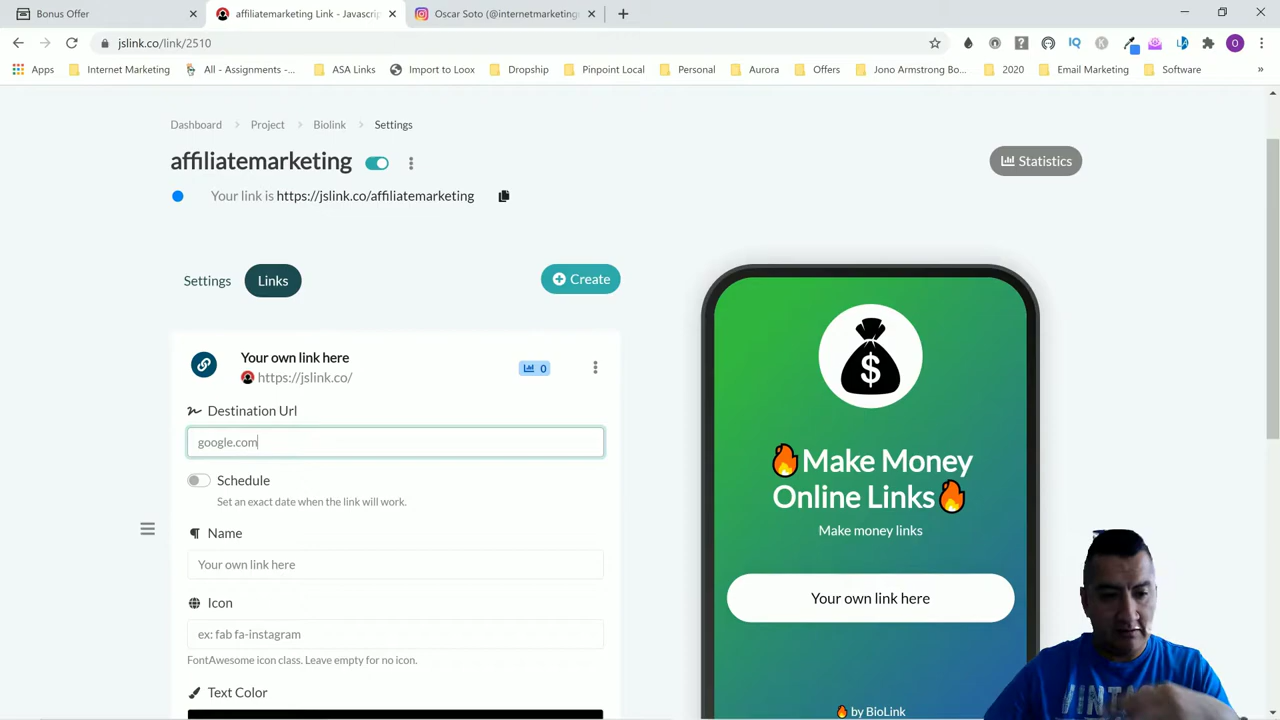 Bonus Offer
affiliatemarketing Link - Javascrip
Oscar Soto (@internetmarketing
jslink.co/link/2510
Apps
Internet Marketing
All - Assignments -...
ASA Links
Import to Loox
Dropship
Pinpoint Local
Personal
Aurora
Offers
Jono Armstrong Bo...
2020
Email Marketing
Software
Dashboard > Project > Biolink > Settings
affiliatemarketing
Statistics
Your link is https://jslink.co/affiliatemarketing
Settings
Links
Create
Your own link here
https://jslink.co/
0
Destination Url
google.com
Schedule
Set an exact date when the link will work.
Name
Your own link here
Icon
ex: fab fa-instagram
FontAwesome icon class. Leave empty for no icon.
Text Color
$
🔥Make Money
Online Links🔥
Make money links
Your own link here
🔥 by BioLink